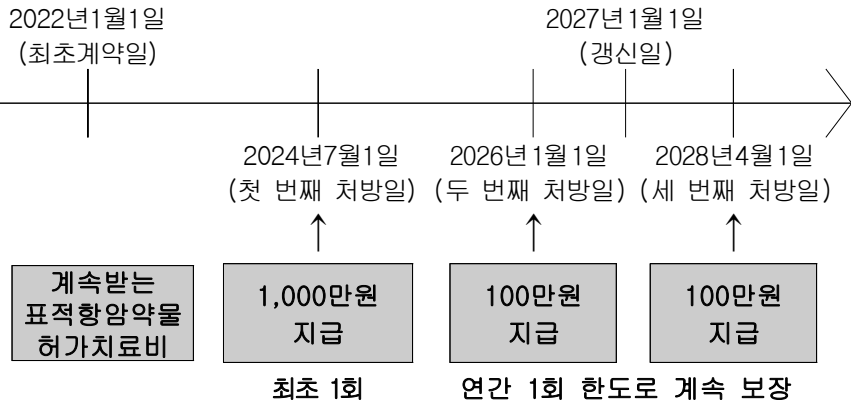 2022년1월1일
(최초계약일)
2027년1월1일
(갱신일)
2024년7월1일
(첫 번째 처방일)
2026년1월1일
(두 번째 처방일)
2028년4월1일
(세 번째 처방일)
계속받는
표적항암약물
허가치료비
1,000만원
지급
100만원
지급
100만원
지급
최초 1회
연간 1회 한도로 계속 보장